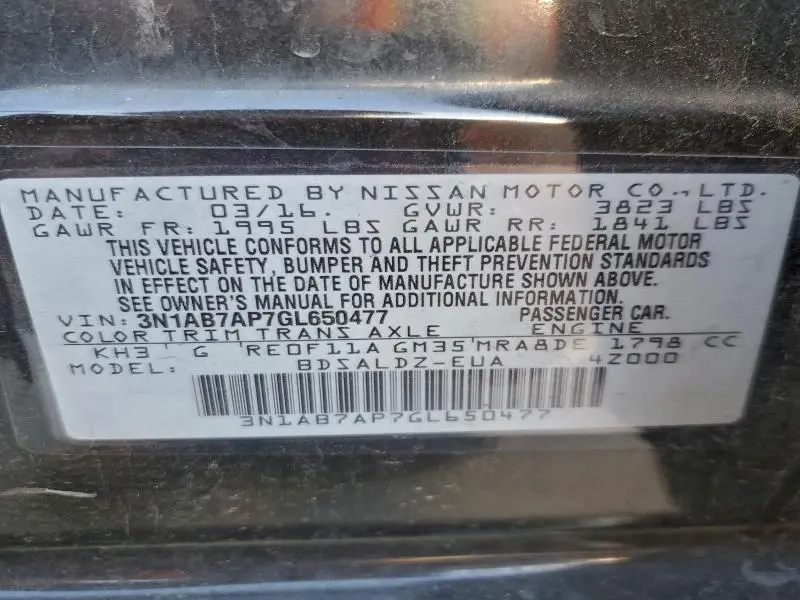 MANUFACTURED BY NISSAN MOTOR CO., LTD.
DATE: 03/16. GVWR: 3823 LBS
GAWR FR: 1995 LBS GAWR RR: 1841 LBS
THIS VEHICLE CONFORMS TO ALL APPLICABLE FEDERAL MOTOR
VEHICLE SAFETY, BUMPER AND THEFT PREVENTION STANDARDS
IN EFFECT ON THE DATE OF MANUFACTURE SHOWN ABOVE.
SEE OWNER'S MANUAL FOR ADDITIONAL INFORMATION.
VIN: 3N1AB7AP7GL650477 PASSENGER CAR.
COLOR TRIM TRANS AXLE ENGINE
KH3 G RE0F11A GM35 MRA8DE 1798 CC
MODEL: BDSALDZ-EUA 4Z000
3N1AB7AP7GL650477